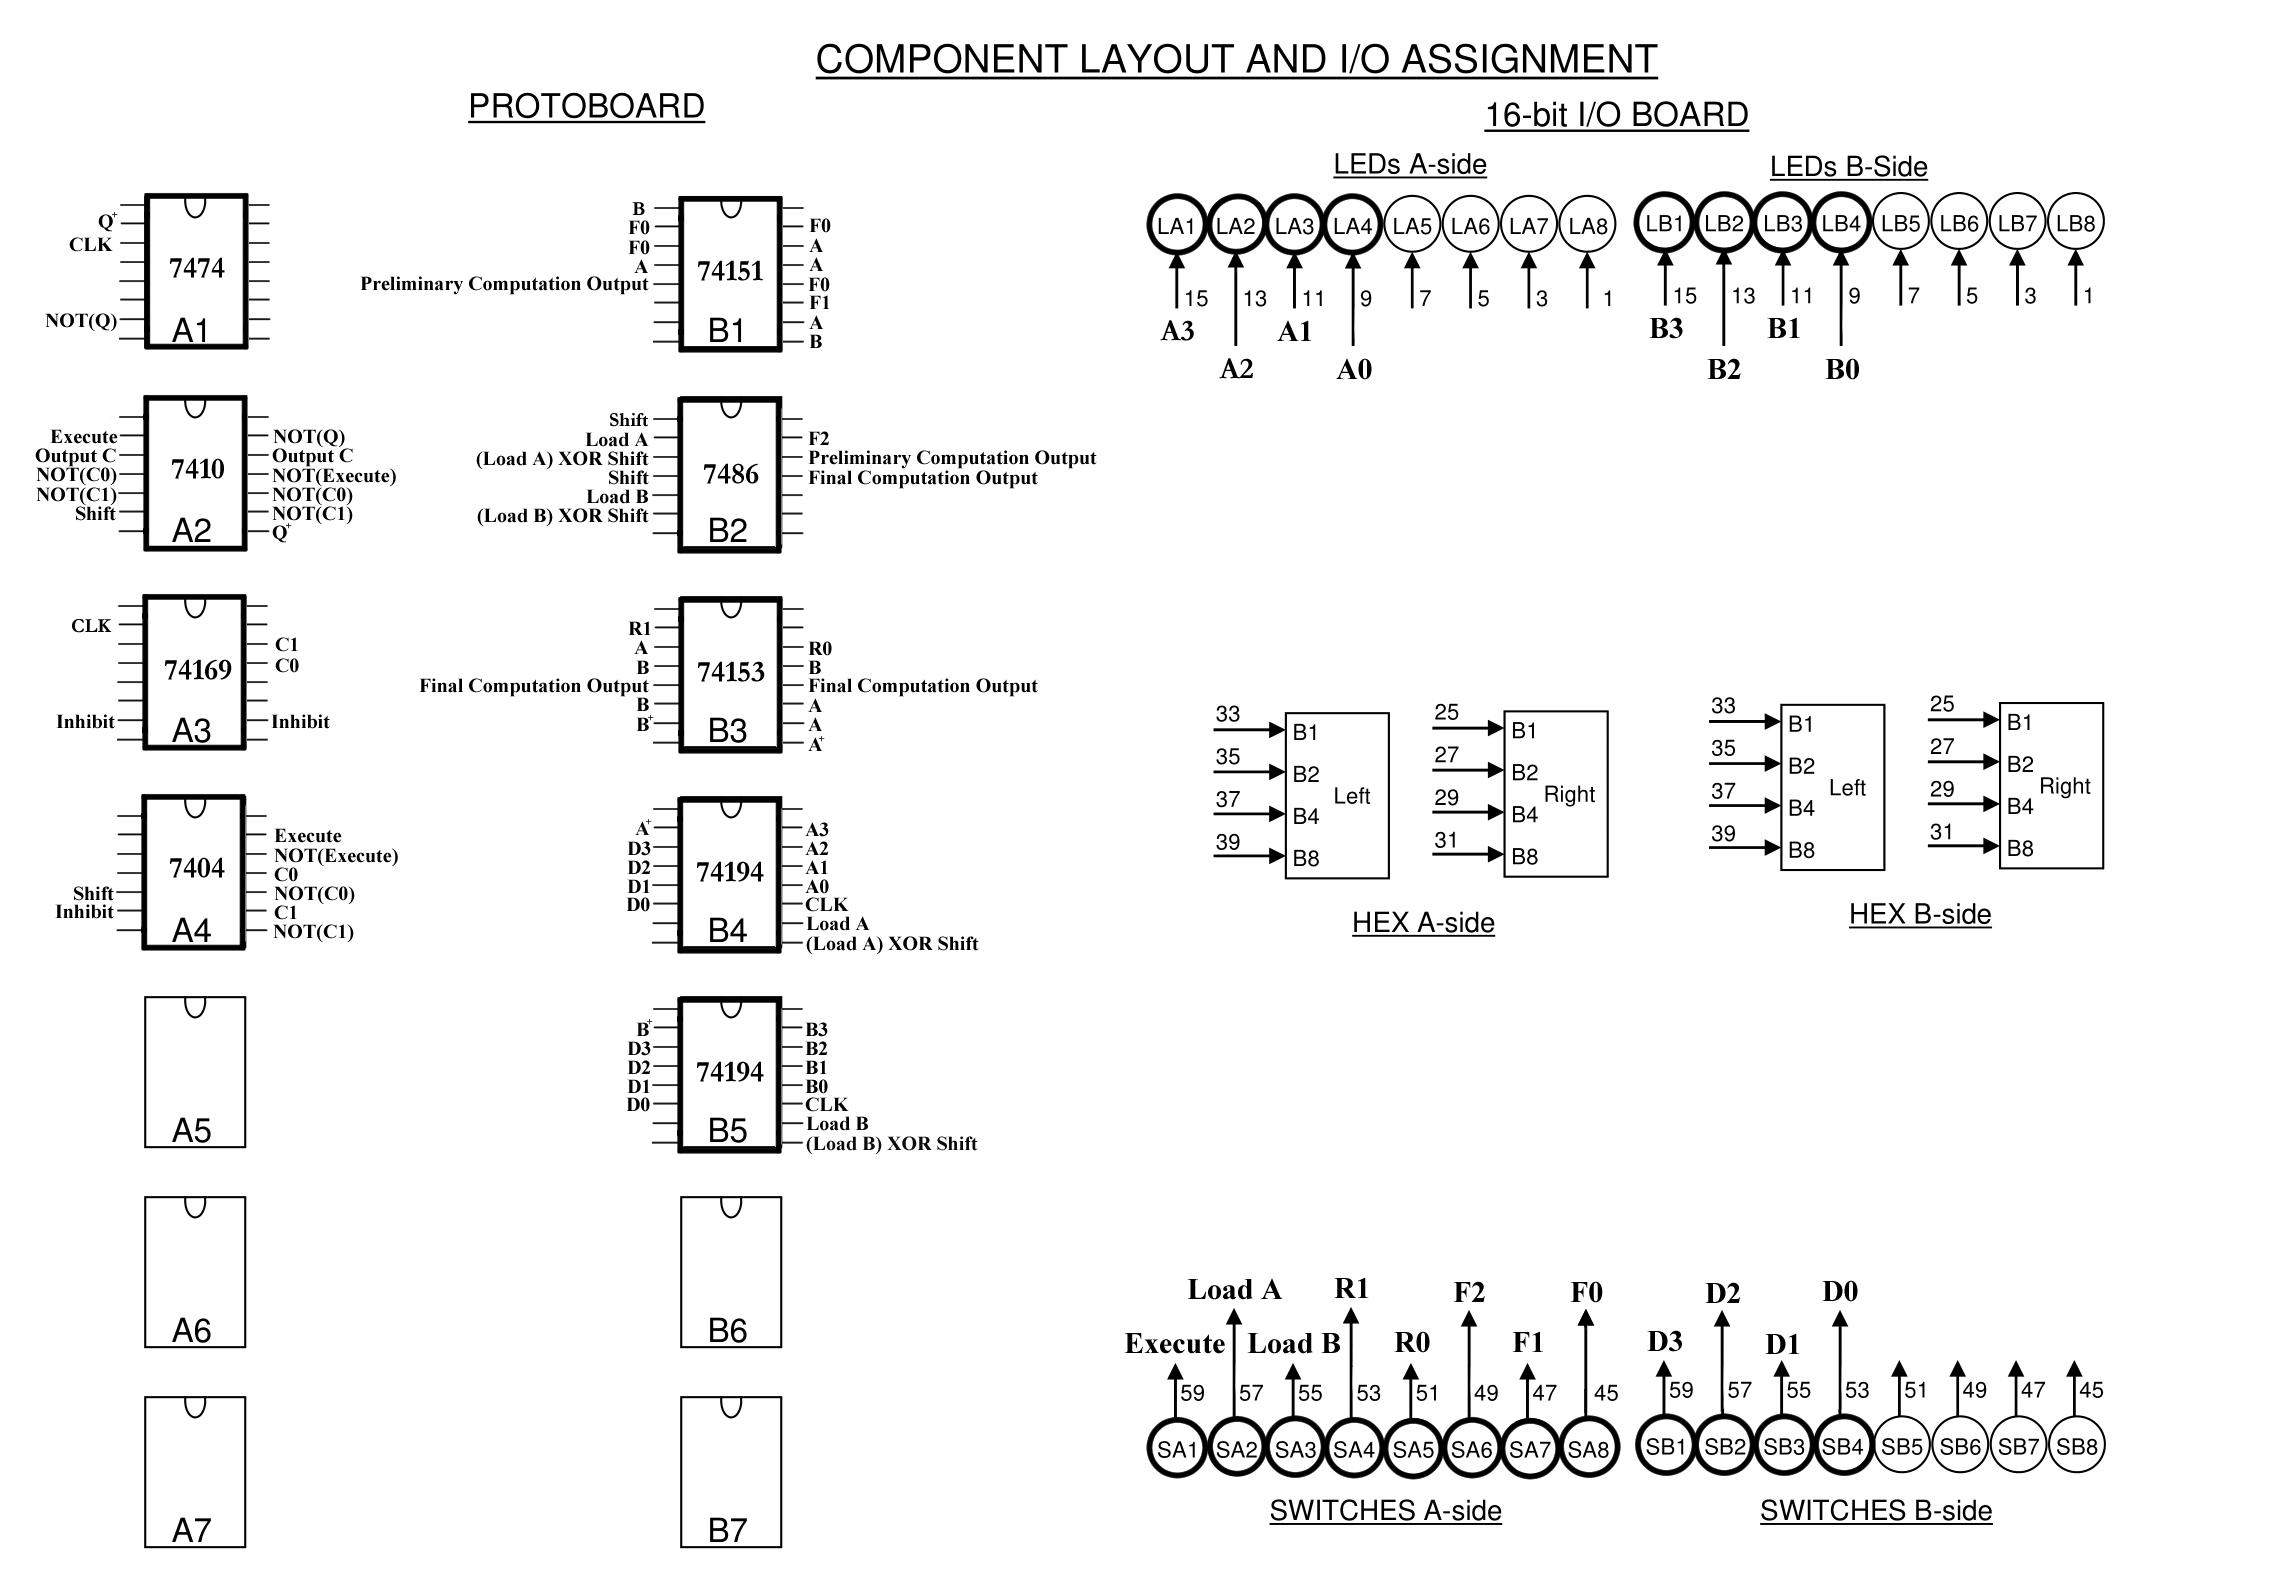 COMPONENT LAYOUT AND I/O ASSIGNMENT
PROTOBOARD
Q+
CLK
NOT(Q)
7474
A1
Execute
Output C
NOT(C0)
NOT(C1)
Shift
7410
A2
NOT(Q)
Output C
NOT(Execute)
NOT(C0)
NOT(C1)
Q+
CLK
Inhibit
74169
A3
C1
C0
Inhibit
Shift
Inhibit
7404
A4
Execute
NOT(Execute)
C0
NOT(C0)
C1
NOT(C1)
A5
A6
A7
B
F0
F0
A
Preliminary Computation Output
74151
B1
F0
A
A
F0
F1
A
B
Shift
Load A
(Load A) XOR Shift
Shift
Load B
(Load B) XOR Shift
7486
B2
F2
Preliminary Computation Output
Final Computation Output
R1
A
B
Final Computation Output
B
B+
74153
B3
R0
B
Final Computation Output
A
A
A+
A+
D3
D2
D1
D0
74194
B4
A3
A2
A1
A0
CLK
Load A
(Load A) XOR Shift
B+
D3
D2
D1
D0
74194
B5
B3
B2
B1
B0
CLK
Load B
(Load B) XOR Shift
B6
B7
16-bit I/O BOARD
LEDs A-side
LA1 LA2 LA3 LA4 LA5 LA6 LA7 LA8
15 13 11 9 7 5 3 1
A3 A1
A2 A0
LEDs B-Side
LB1 LB2 LB3 LB4 LB5 LB6 LB7 LB8
15 13 11 9 7 5 3 1
B3 B1
B2 B0
33 B1
35 B2
37 B4
39 B8
Left
25 B1
27 B2
29 B4
31 B8
Right
HEX A-side
33 B1
35 B2
37 B4
39 B8
Left
25 B1
27 B2
29 B4
31 B8
Right
HEX B-side
Load A R1 F2 F0
Execute Load B R0 F1
59 57 55 53 51 49 47 45
SA1 SA2 SA3 SA4 SA5 SA6 SA7 SA8
SWITCHES A-side
D2 D0
D3 D1
59 57 55 53 51 49 47 45
SB1 SB2 SB3 SB4 SB5 SB6 SB7 SB8
SWITCHES B-side